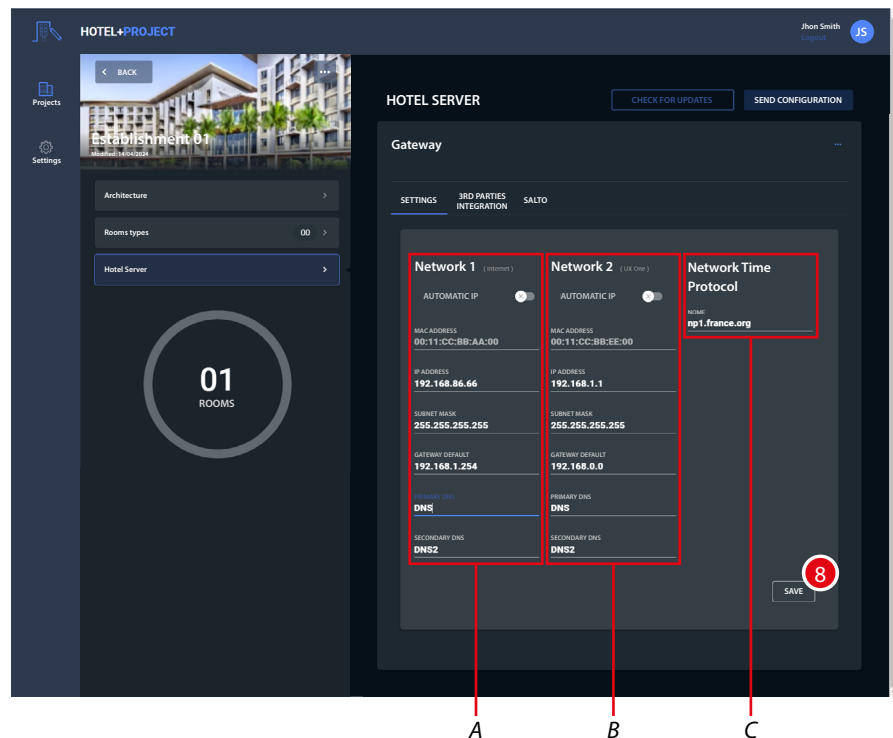 HOTEL+PROJECT
Jhon Smith
Logout
JS
BACK
Projects
Settings
Establishment 01
Modified: 14/04/2024
Architecture
Rooms types 00
Hotel Server
01
ROOMS
HOTEL SERVER
CHECK FOR UPDATES
SEND CONFIGURATION
Gateway
SETTINGS
3RD PARTIES
INTEGRATION
SALTO
Network 1 ( Internet )
AUTOMATIC IP
MAC ADDRESS
00:11:CC:BB:AA:00
IP ADDRESS
192.168.86.66
SUBNET MASK
255.255.255.255
GATEWAY DEFAULT
192.168.1.254
PRIMARY DNS
DNS
SECONDARY DNS
DNS2
Network 2 ( UX One )
AUTOMATIC IP
MAC ADDRESS
00:11:CC:BB:EE:00
IP ADDRESS
192.168.1.1
SUBNET MASK
255.255.255.255
GATEWAY DEFAULT
192.168.0.0
PRIMARY DNS
DNS
SECONDARY DNS
DNS2
Network Time
Protocol
NOME
np1.france.org
8
SAVE
A
B
C